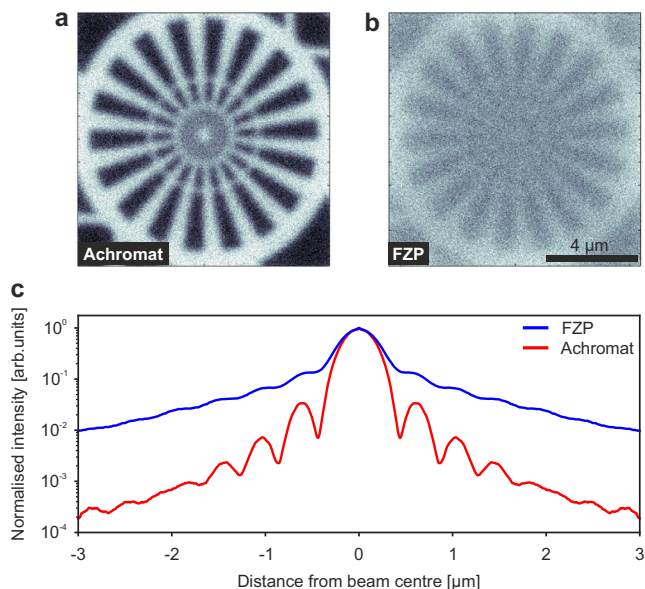 a
b
Achromat
FZP
4 µm
c
Normalised intensity [arb.units]
10⁰
10⁻¹
10⁻²
10⁻³
10⁻⁴
FZP
Achromat
-3 -2 -1 0 1 2 3
Distance from beam centre [µm]